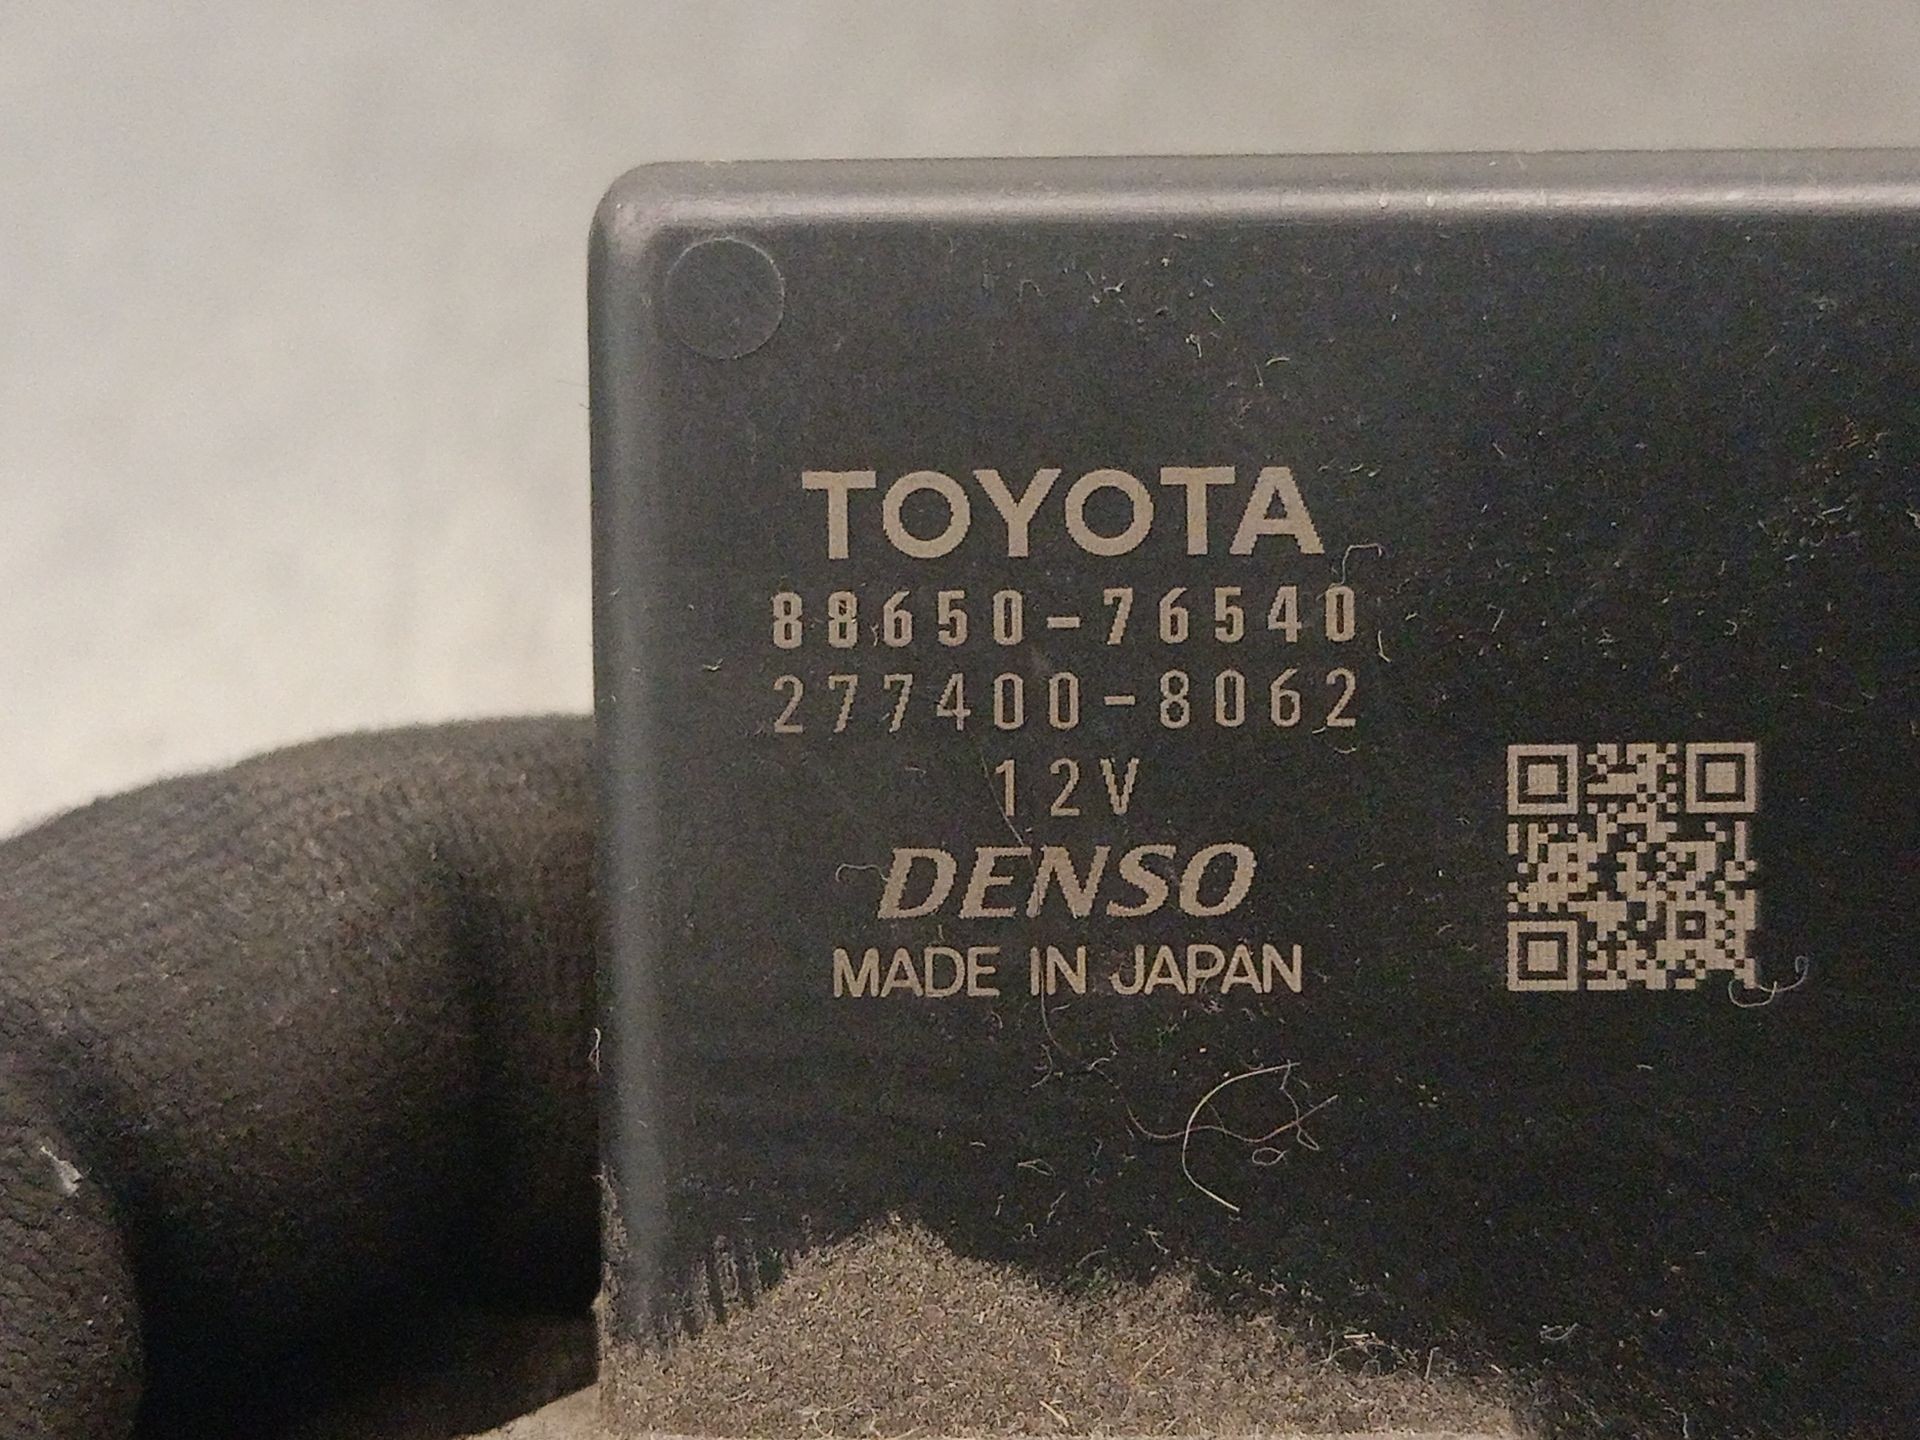 TOYOTA
88650-76540
277400-8062
12V
DENSO
MADE IN JAPAN